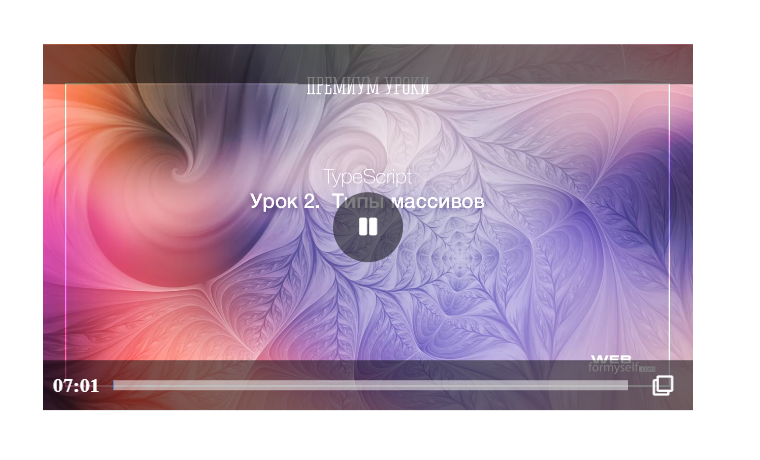 ПРЕМИУМ УРОКИ
TypeScript:
Урок 2. Типы массивов
WEB
formyself
07:01